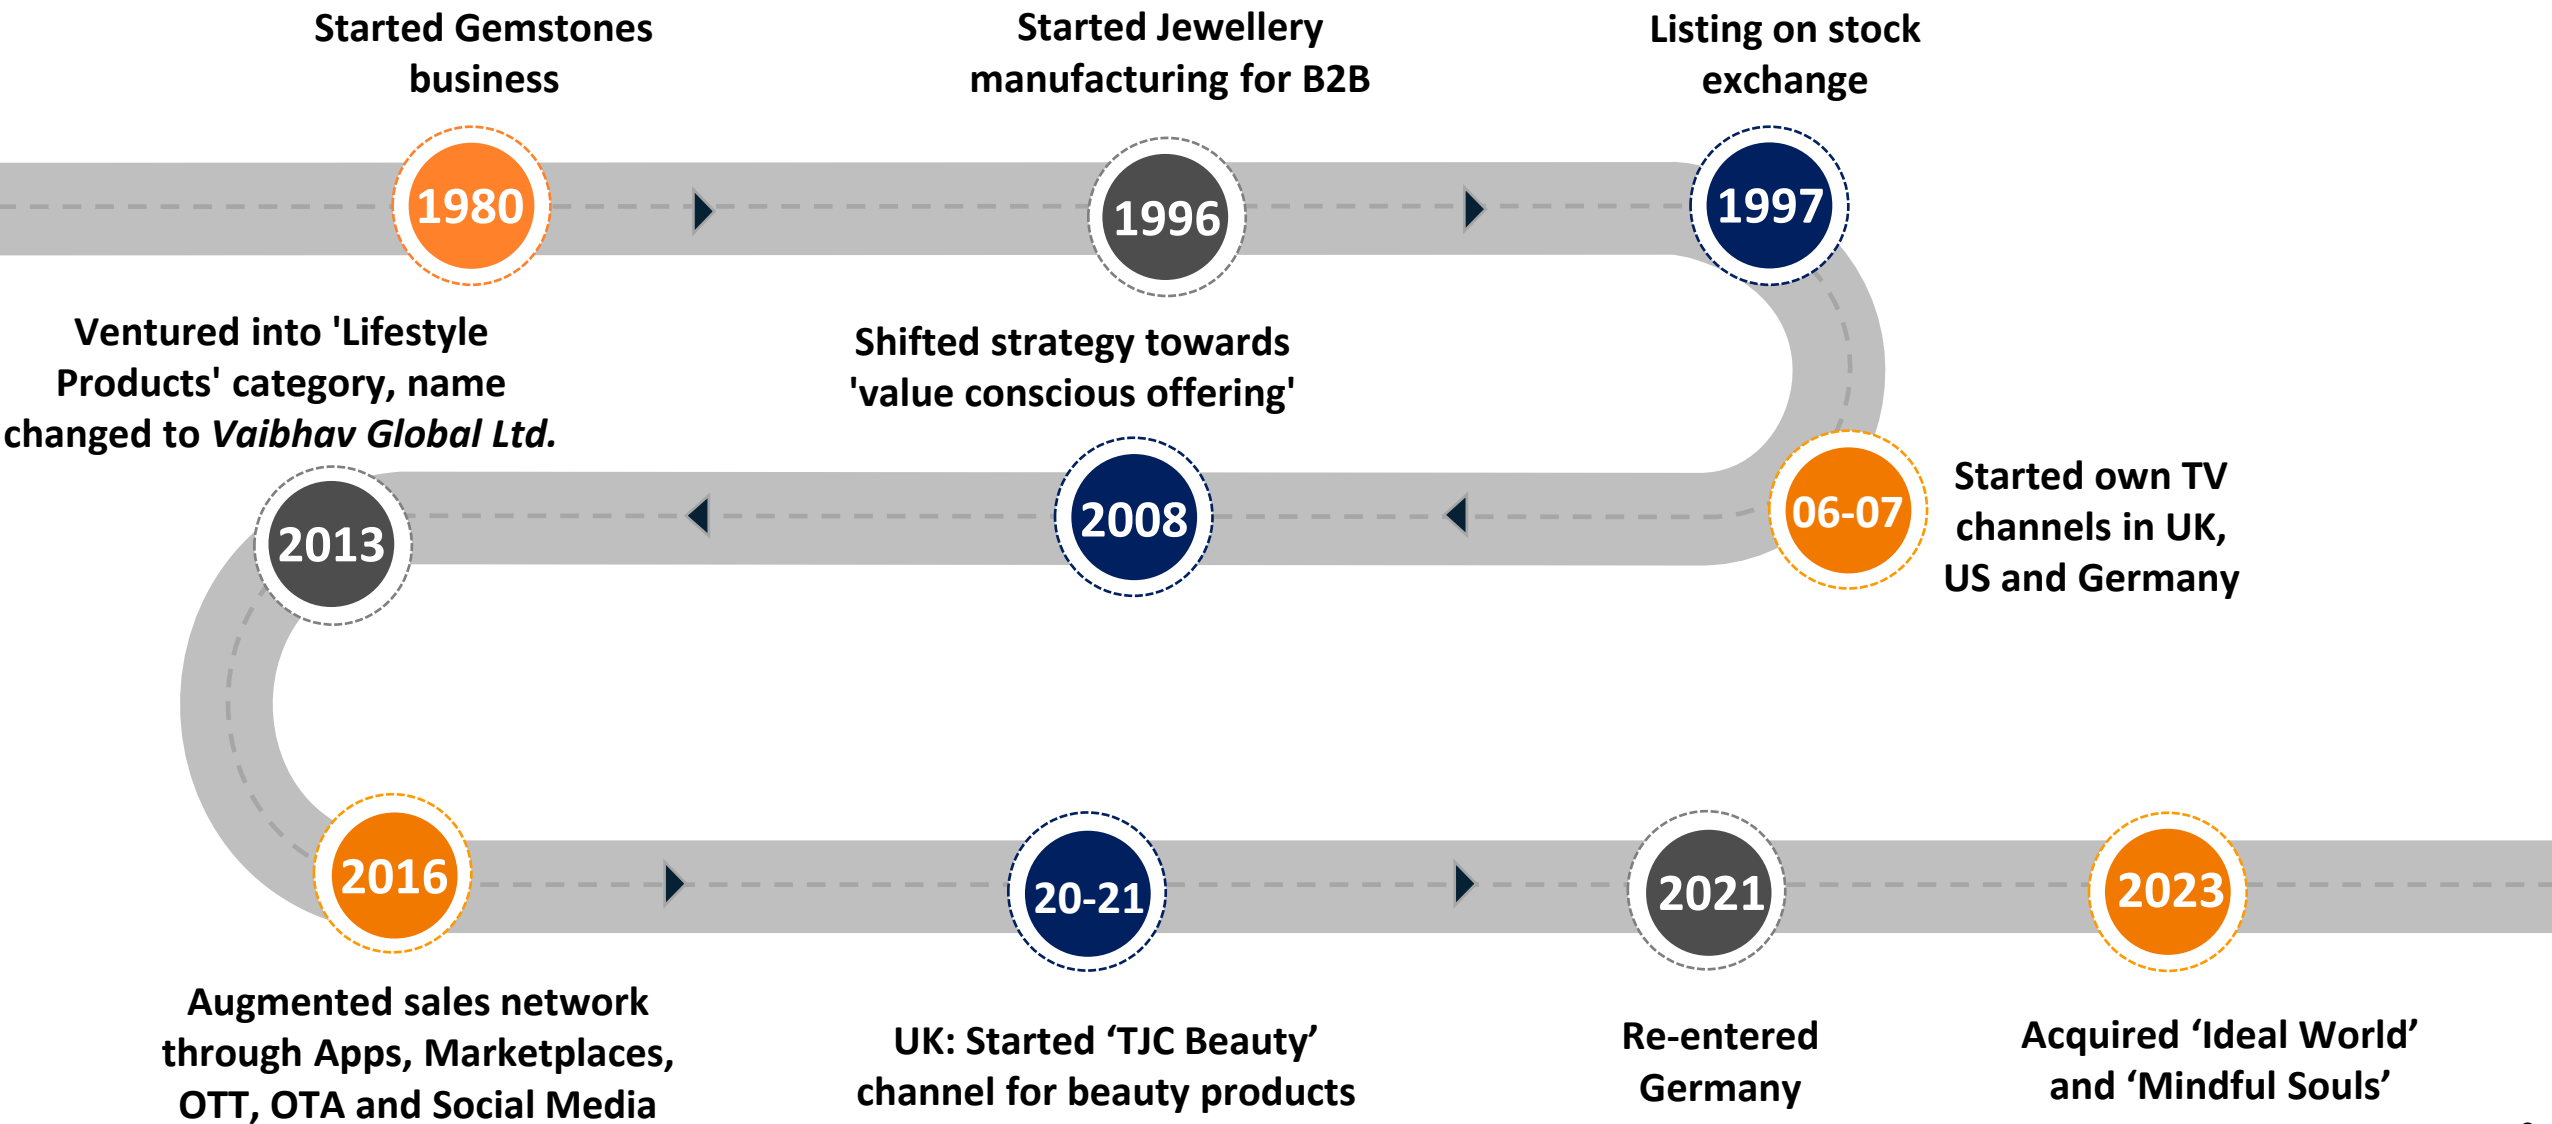 Started Gemstones
business
Started Jewellery
manufacturing for B2B
Listing on stock
exchange
1980
1996
1997
Ventured into 'Lifestyle
Products' category, name
changed to Vaibhav Global Ltd.
Shifted strategy towards
'value conscious offering'
Started own TV
channels in UK,
US and Germany
2013
2008
06-07
2016
20-21
2021
2023
Augmented sales network
through Apps, Marketplaces,
OTT, OTA and Social Media
UK: Started ‘TJC Beauty’
channel for beauty products
Re-entered
Germany
Acquired ‘Ideal World’
and ‘Mindful Souls’